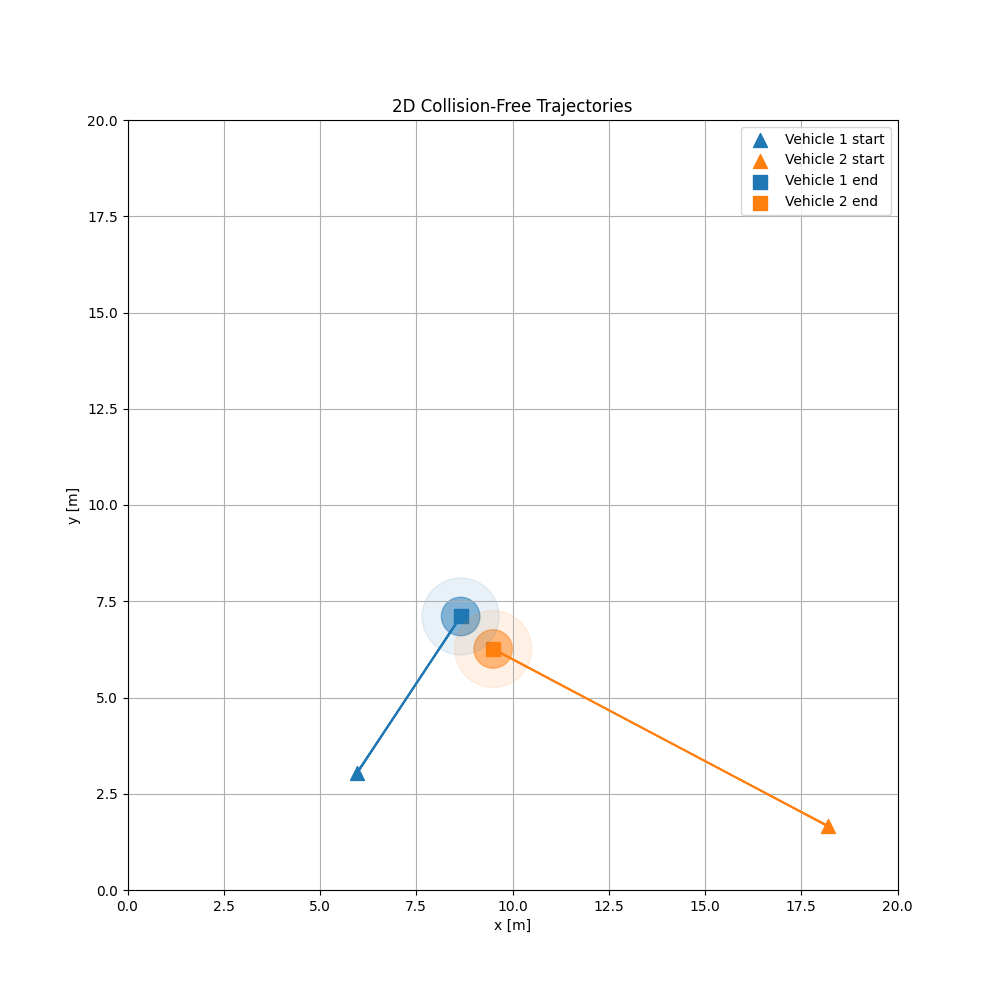 2D Collision-Free Trajectories
Vehicle 1 start
Vehicle 2 start
Vehicle 1 end
Vehicle 2 end
20.0
17.5
15.0
12.5
10.0
7.5
5.0
2.5
0.0
y [m]
0.0 2.5 5.0 7.5 10.0 12.5 15.0 17.5 20.0
x [m]